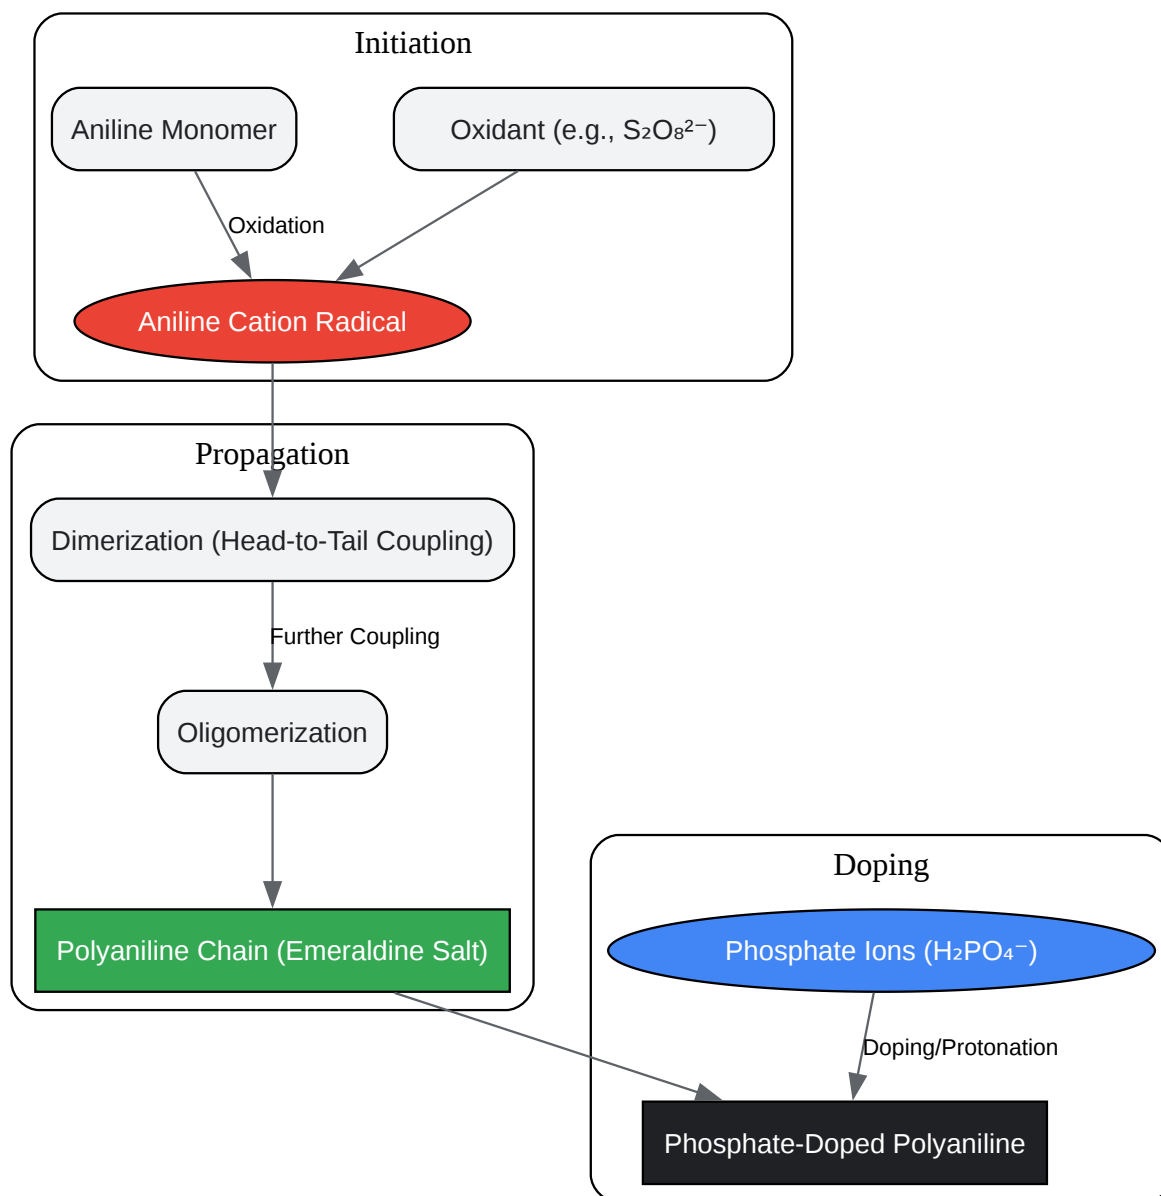 Initiation
Aniline Monomer
Oxidant (e.g., S₂O₈²⁻)
Oxidation
Aniline Cation Radical
Propagation
Dimerization (Head-to-Tail Coupling)
Further Coupling
Oligomerization
Doping
Polyaniline Chain (Emeraldine Salt)
Phosphate Ions (H₂PO₄⁻)
Doping/Protonation
Phosphate-Doped Polyaniline